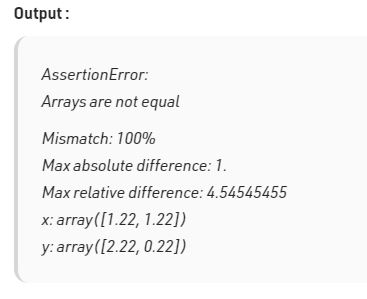 Output:
AssertionError:
Arrays are not equal
Mismatch: 100%
Max absolute difference: 1.
Max relative difference: 4.54545455
x: array([1.22, 1.22])
y: array([2.22, 0.22])